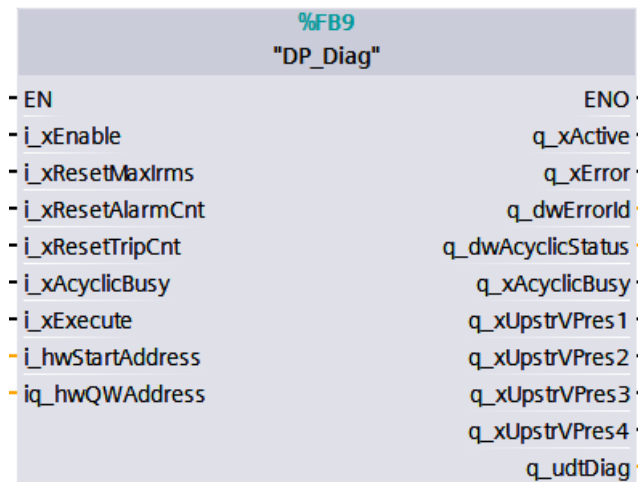 %FB9
"DP_Diag"
EN ENO
i_xEnable q_xActive
i_xResetMaxIrms q_xError
i_xResetAlarmCnt q_dwErrorId
i_xResetTripCnt q_dwAcyclicStatus
i_xAcyclicBusy q_xAcyclicBusy
i_xExecute q_xUpstrVPres1
i_hwStartAddress q_xUpstrVPres2
iq_hwQWAddress q_xUpstrVPres3
q_xUpstrVPres4
q_udtDiag